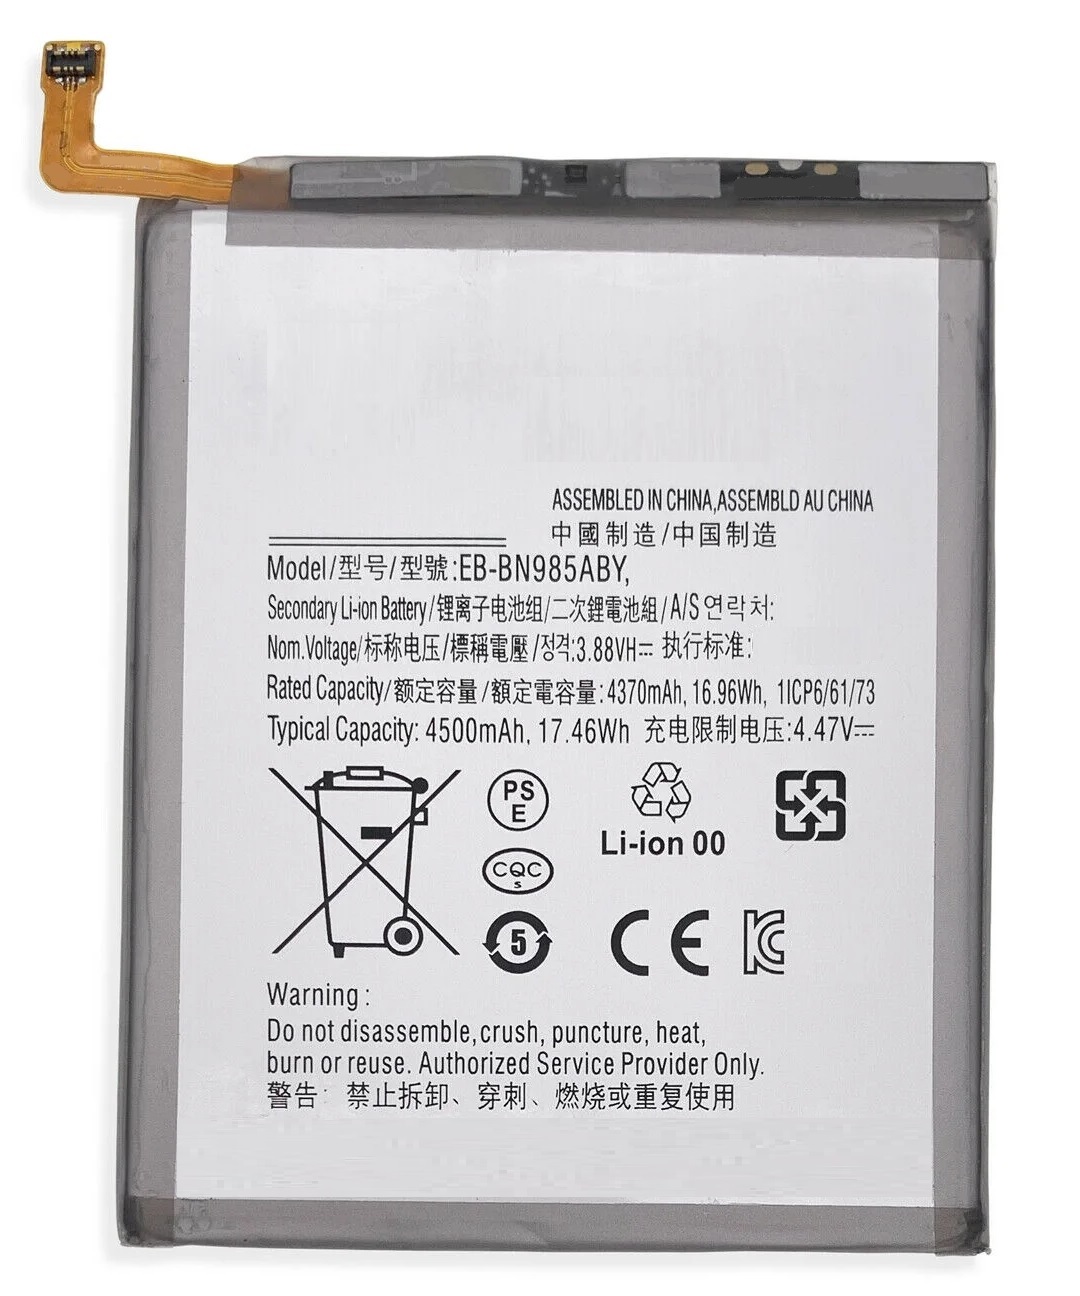 ASSEMBLED IN CHINA,ASSEMBLD AU CHINA
中國制造/中国制造
Model/型号/型號:EB-BN985ABY,
Secondary Li-ion Battery/锂离子电池组/二次鋰電池組/A/S연락처:
Nom.Voltage/标称电压/標稱電壓/정격:3.88VH⎓ 执行标准:
Rated Capacity/额定容量/額定電容量:4370mAh, 16.96Wh, 1ICP6/61/73
Typical Capacity: 4500mAh, 17.46Wh 充电限制电压:4.47V⎓
PS
E
Li-ion 00
CQC
S
5
CE
KC
Warning:
Do not disassemble,crush, puncture, heat,
burn or reuse. Authorized Service Provider Only.
警告: 禁止拆卸、穿刺、燃烧或重复使用